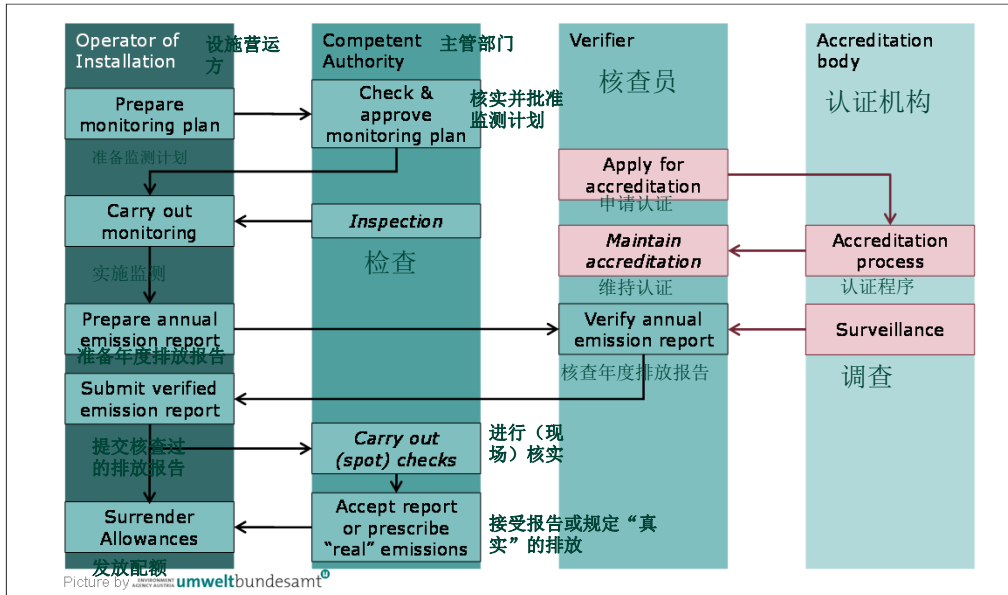 Operator of
Installation
设施营运
方
Competent
Authority
主管部门
Verifier
核查员
Accreditation
body
认证机构
Prepare
monitoring plan
准备监测计划
Check &
approve
monitoring plan
核实并批准
监测计划
Apply for
accreditation
申请认证
Carry out
monitoring
实施监测
Inspection
检查
Maintain
accreditation
维持认证
Accreditation
process
认证程序
Prepare annual
emission report
准备年度排放报告
Verify annual
emission report
核查年度排放报告
Surveillance
调查
Submit verified
emission report
提交核查过
的排放报告
Carry out
(spot) checks
进行（现
场）核实
Surrender
Allowances
发放配额
Accept report
or prescribe
"real" emissions
接受报告或规定“真
实”的排放
Picture by ENVIRONMENT
AGENCY AUSTRIA umweltbundesamt